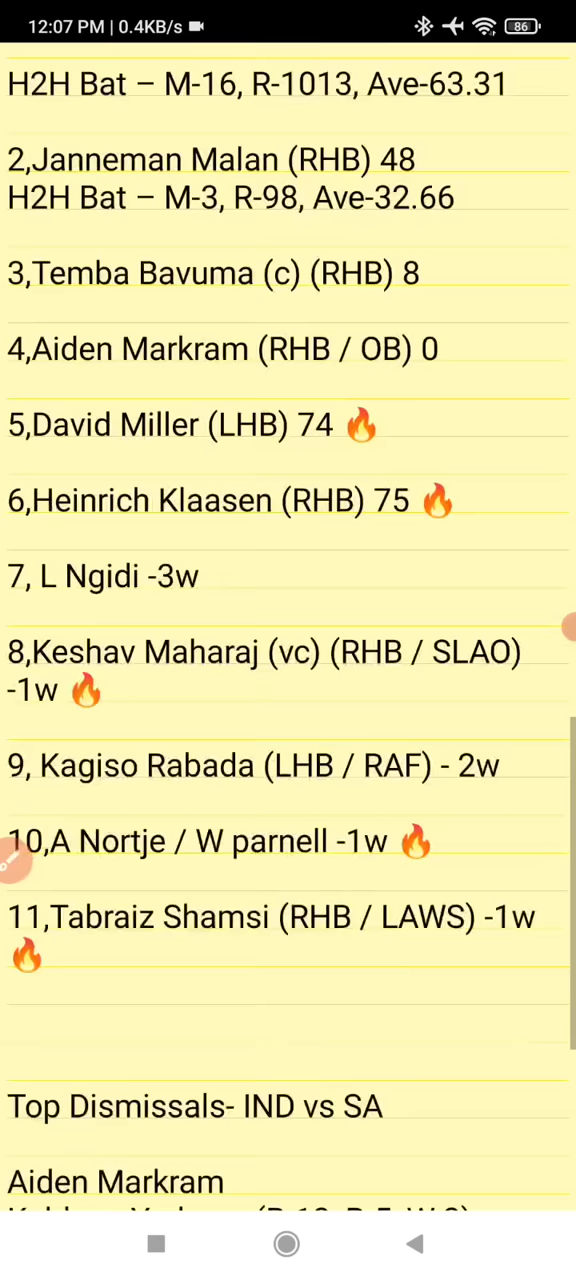 12:07 PM | 0.4KB/s 86
H2H Bat – M-16, R-1013, Ave-63.31
2,Janneman Malan (RHB) 48
H2H Bat – M-3, R-98, Ave-32.66
3,Temba Bavuma (c) (RHB) 8
4,Aiden Markram (RHB / OB) 0
5,David Miller (LHB) 74 🔥
6,Heinrich Klaasen (RHB) 75 🔥
7, L Ngidi -3w
8,Keshav Maharaj (vc) (RHB / SLAO)
-1w 🔥
9, Kagiso Rabada (LHB / RAF) - 2w
10,A Nortje / W parnell -1w 🔥
11,Tabraiz Shamsi (RHB / LAWS) -1w
🔥
Top Dismissals- IND vs SA
Aiden Markram